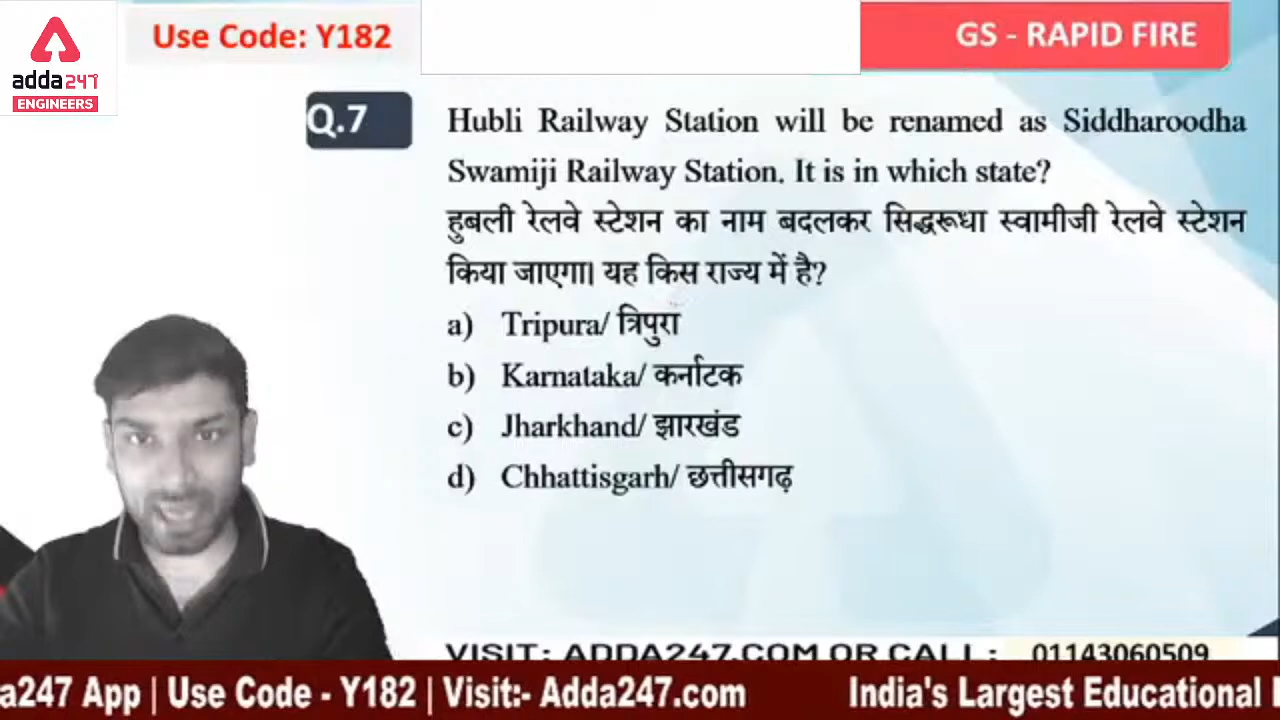 Use Code: Y182
GS - RAPID FIRE
adda247
ENGINEERS
Q.7
Hubli Railway Station will be renamed as Siddharoodha
Swamiji Railway Station. It is in which state?
हुबली रेलवे स्टेशन का नाम बदलकर सिद्धरूधा स्वामीजी रेलवे स्टेशन
किया जाएगा। यह किस राज्य में है?
a) Tripura/ त्रिपुरा
b) Karnataka/ कर्नाटक
c) Jharkhand/ झारखंड
d) Chhattisgarh/ छत्तीसगढ़
VISIT: ADDA247.COM OR CALL: 01143060509
a247 App | Use Code - Y182 | Visit:- Adda247.com India's Largest Educational